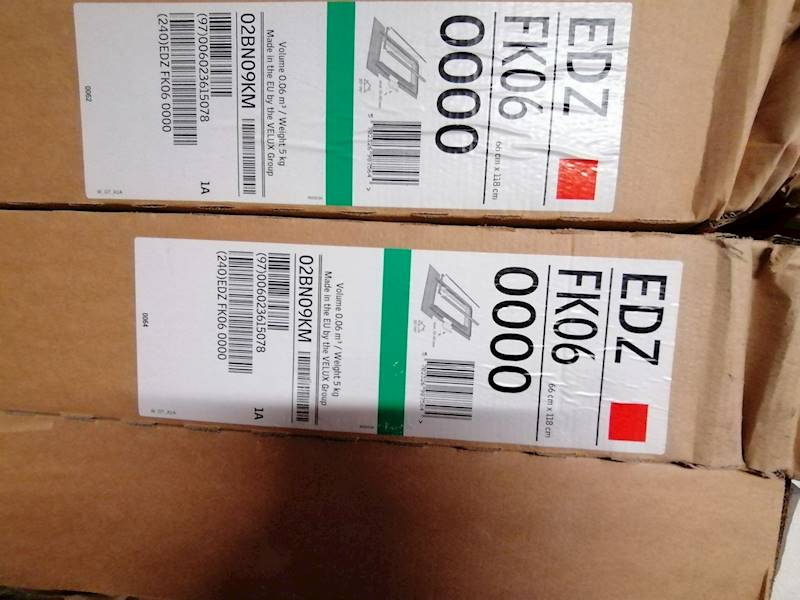 EDZ
FK06
0000
66 cm x 118 cm
Volume 0.06 m³ / Weight 5 kg
Made in the EU by the VELUX Group
02BN09KM
1A
(97)006023615078
(240)EDZ FK06 0000
0062
EDZ
FK06
0000
66 cm x 118 cm
Volume 0.06 m³ / Weight 5 kg
Made in the EU by the VELUX Group
02BN09KM
1A
(97)006023615078
(240)EDZ FK06 0000
0064